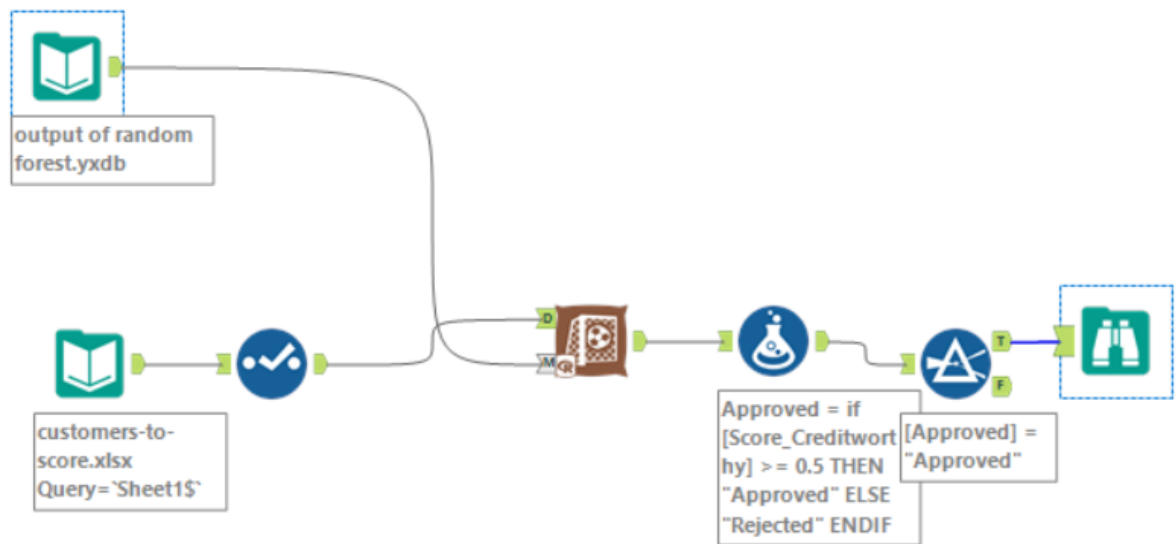 output of random
forest.yxdb
D
M
R
T
F
customers-to-
score.xlsx
Query=`Sheet1$`
Approved = if
[Score_Creditwort
hy] >= 0.5 THEN
"Approved" ELSE
"Rejected" ENDIF
[Approved] =
"Approved"